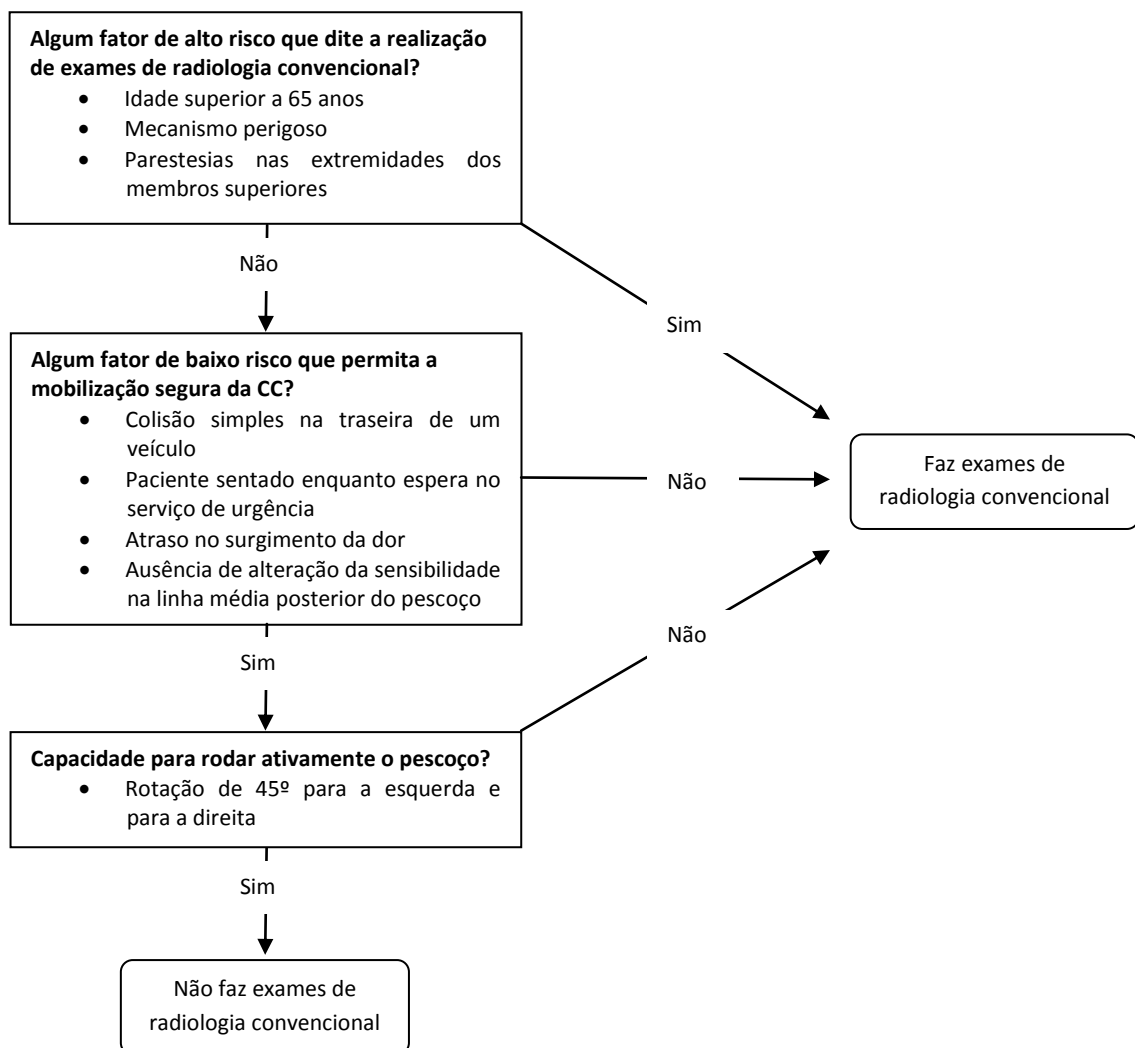 Algum fator de alto risco que dite a realização
de exames de radiologia convencional?
• Idade superior a 65 anos
• Mecanismo perigoso
• Parestesias nas extremidades dos
membros superiores
Não
Sim
Algum fator de baixo risco que permita a
mobilização segura da CC?
• Colisão simples na traseira de um
veículo
• Paciente sentado enquanto espera no
serviço de urgência
• Atraso no surgimento da dor
• Ausência de alteração da sensibilidade
na linha média posterior do pescoço
Não
Faz exames de
radiologia convencional
Sim
Não
Capacidade para rodar ativamente o pescoço?
• Rotação de 45º para a esquerda e
para a direita
Sim
Não faz exames de
radiologia convencional